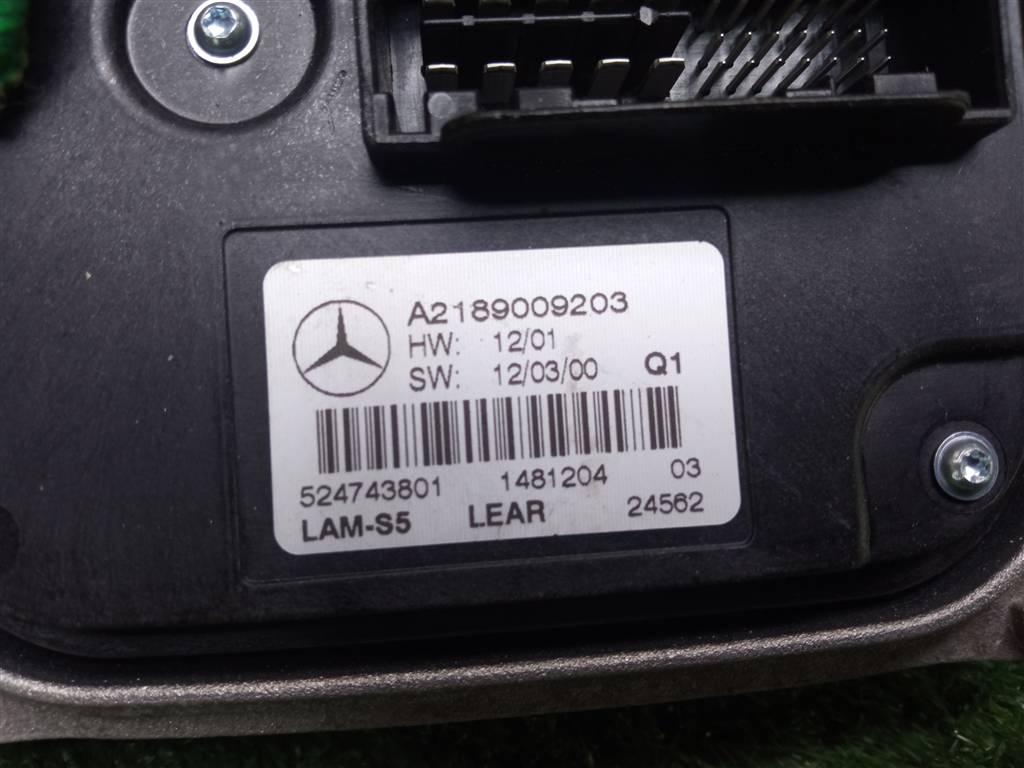 A2189009203
HW: 12/01
SW: 12/03/00 Q1
524743801 1481204 03
LAM-S5 LEAR 24562